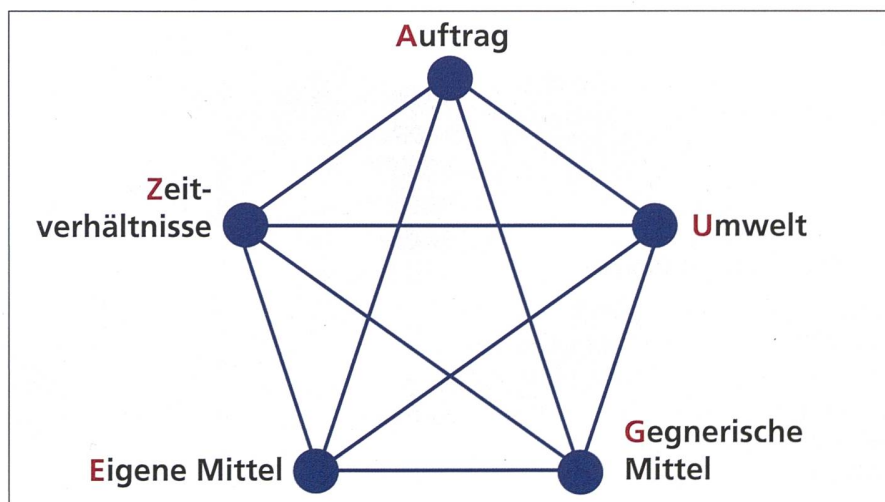 Auftrag
Zeit-
verhältnisse
Umwelt
Eigene Mittel
Gegnerische
Mittel